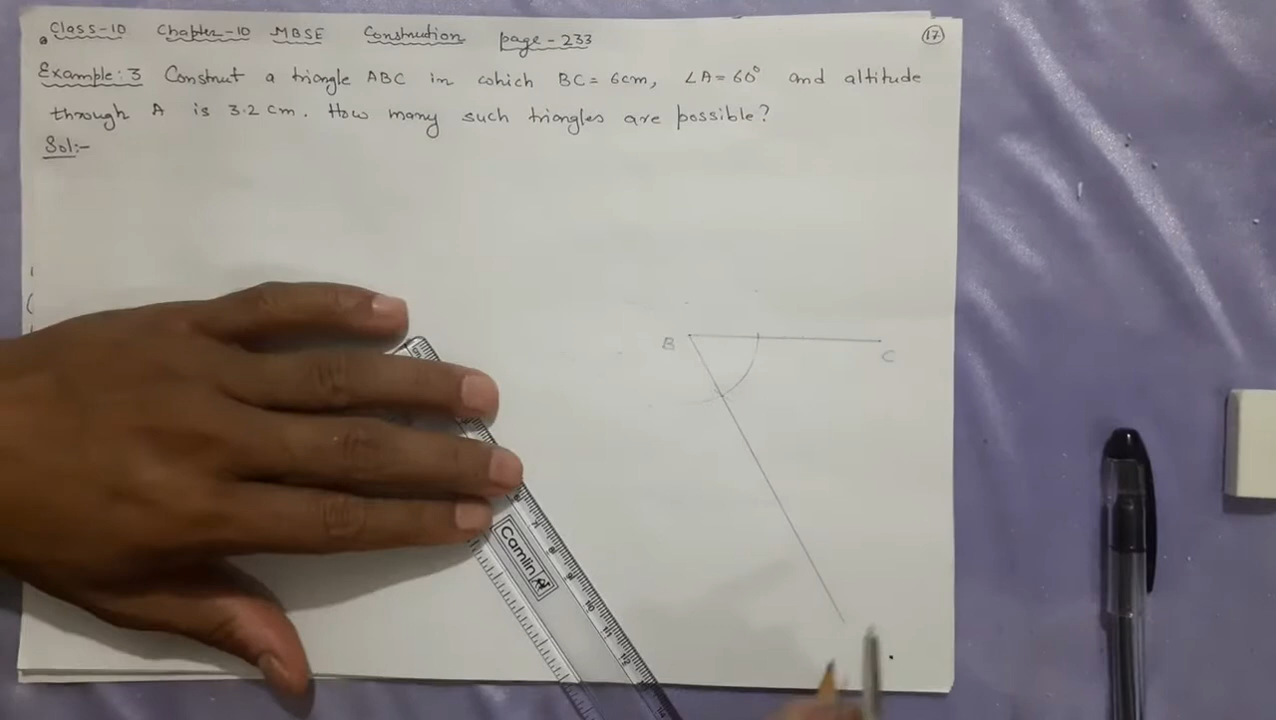 Class-10 Chapter-10 MBSE Construction page-233
17
Example: 3 Construct a triangle ABC in which BC = 6cm, ∠A = 60° and altitude
through A is 3.2 cm. How many such triangles are possible?
Sol:-
B
C
Camlin